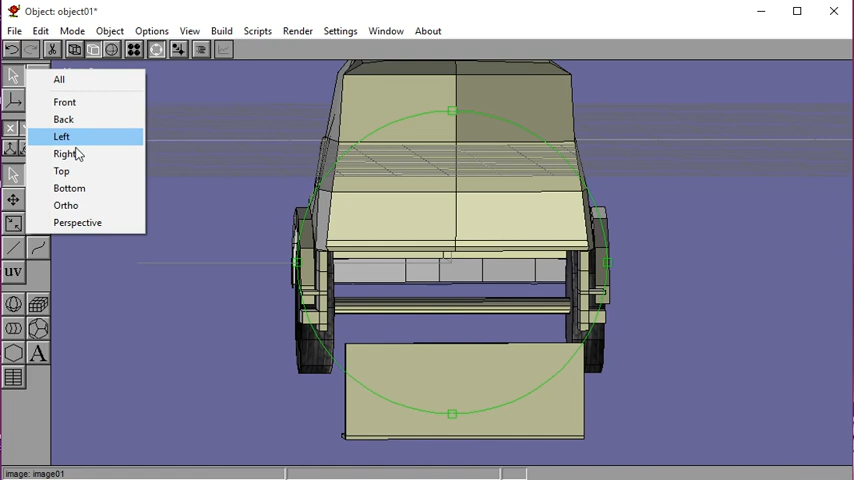 Object: object01*
File Edit Mode Object Options View Build Scripts Render Settings Window About
All
Front
Back
Left
Right
Top
Bottom
Ortho
Perspective
uv
A
image: image01